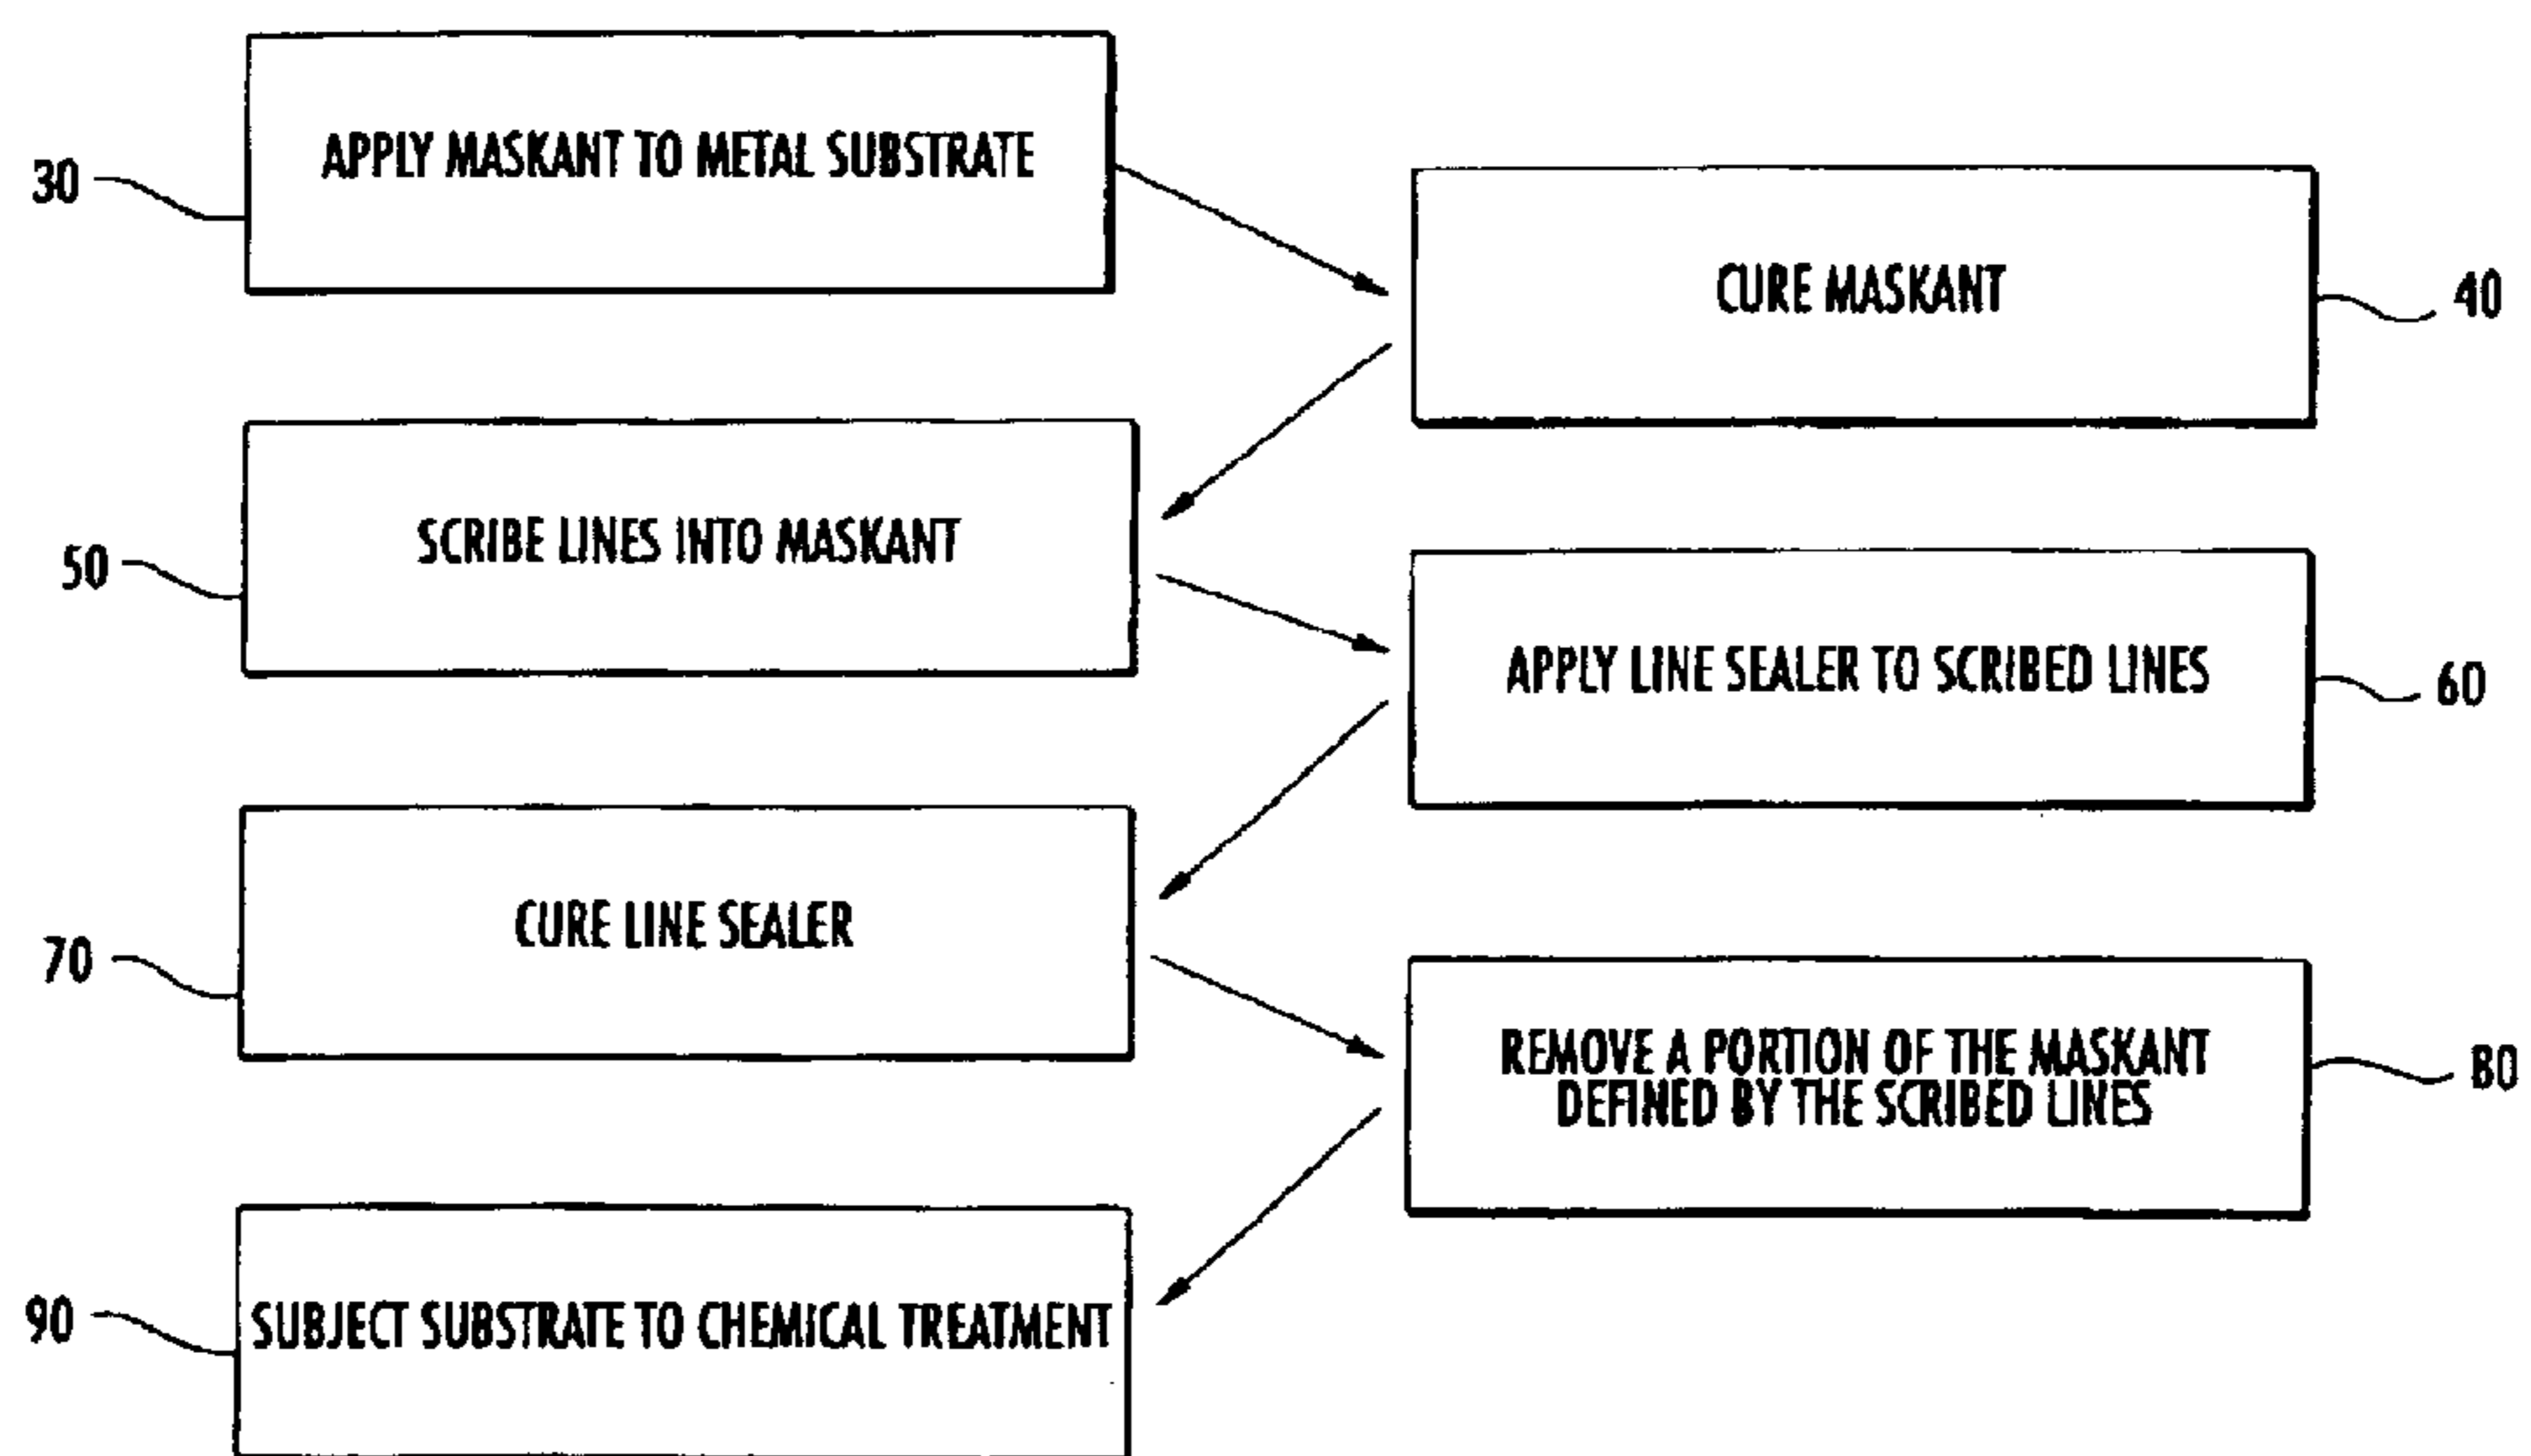 30
APPLY MASKANT TO METAL SUBSTRATE
CURE MASKANT
40
50
SCRIBE LINES INTO MASKANT
APPLY LINE SEALER TO SCRIBED LINES
60
70
CURE LINE SEALER
REMOVE A PORTION OF THE MASKANT
DEFINED BY THE SCRIBED LINES
80
90
SUBJECT SUBSTRATE TO CHEMICAL TREATMENT